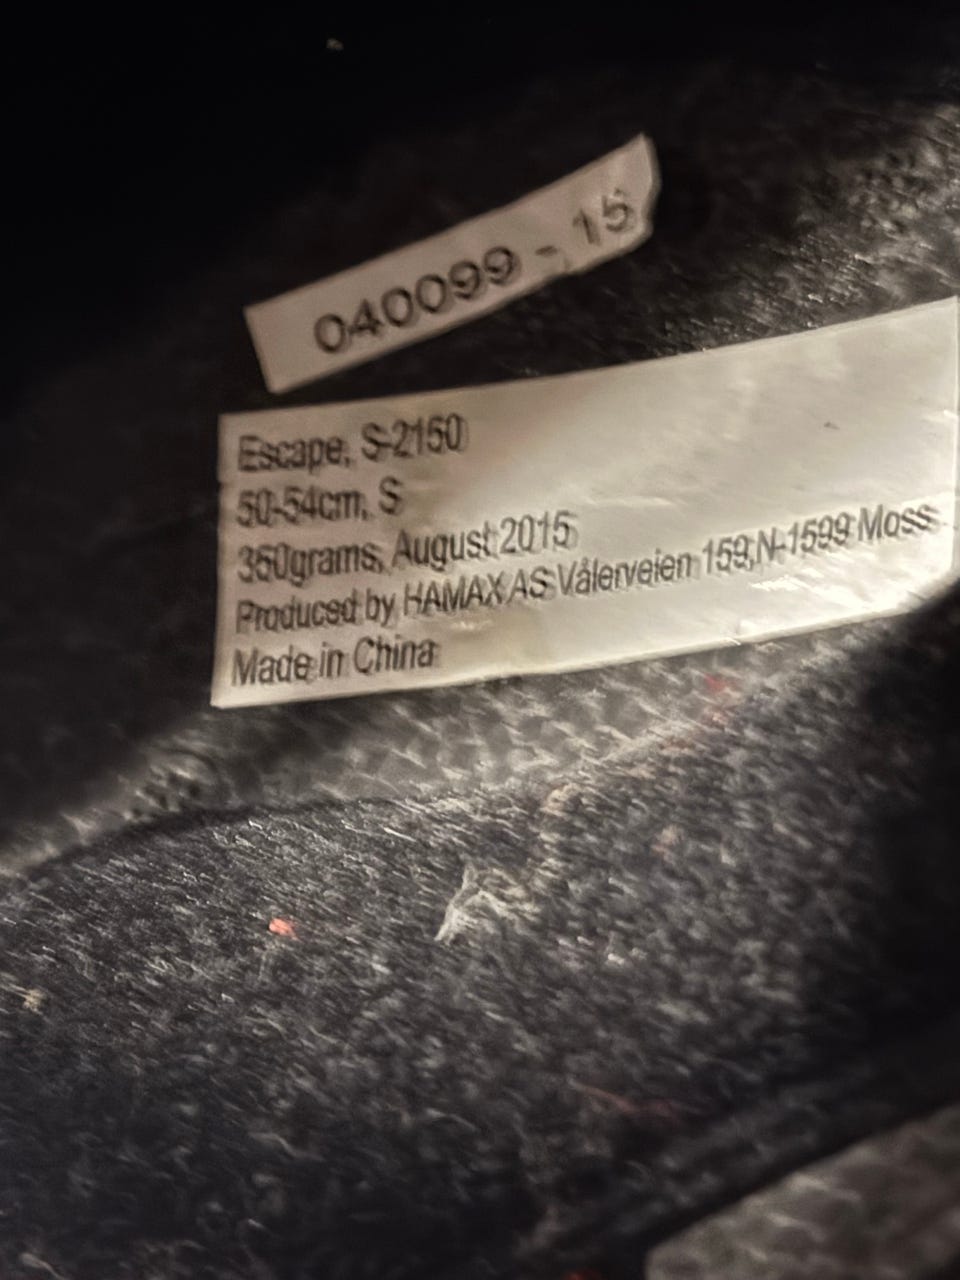 040099 - 15
Escape, S-2150
50-54cm, S
350grams, August 2015
Produced by HAMAX AS Vålerveien 159,N-1599 Moss
Made in China